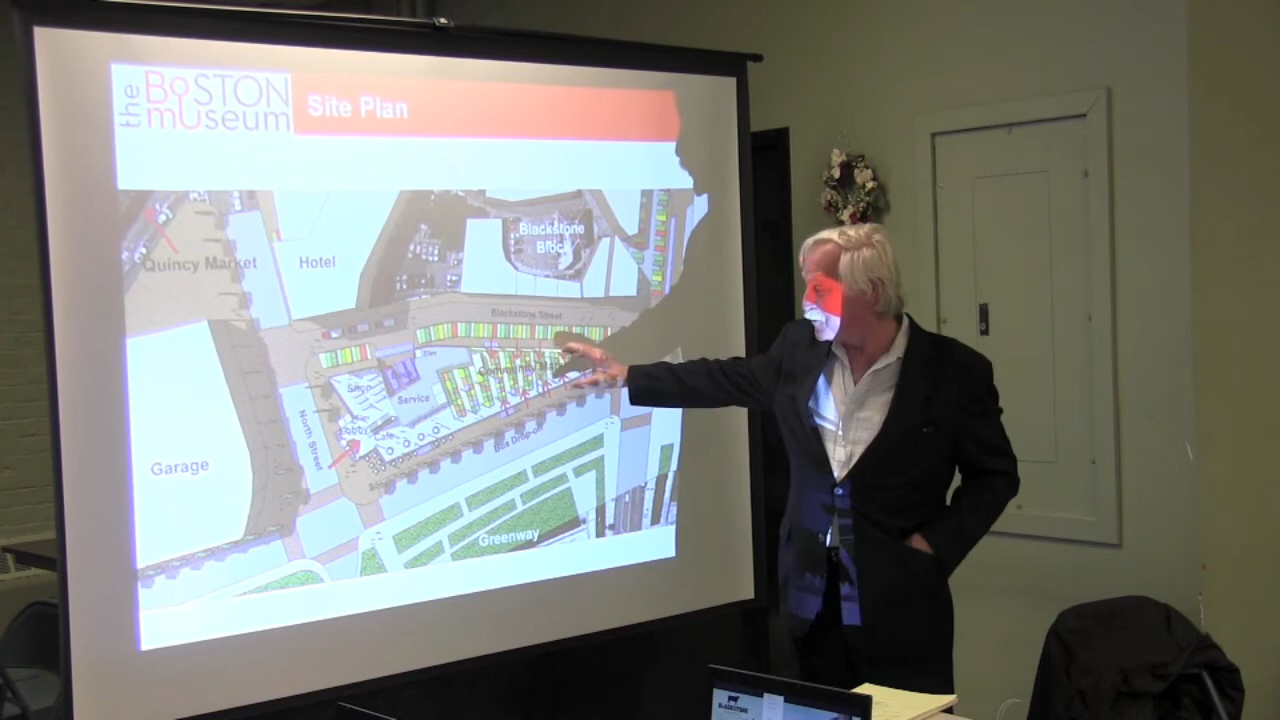 the BoSTON museum
Site Plan
Quincy Market
Hotel
Blackstone
Block
Blackstone Street
Elev
Shop
Service
Lobby
Cafe
North Street
Bus Drop-off
Garage
Greenway
BLACKSTONE